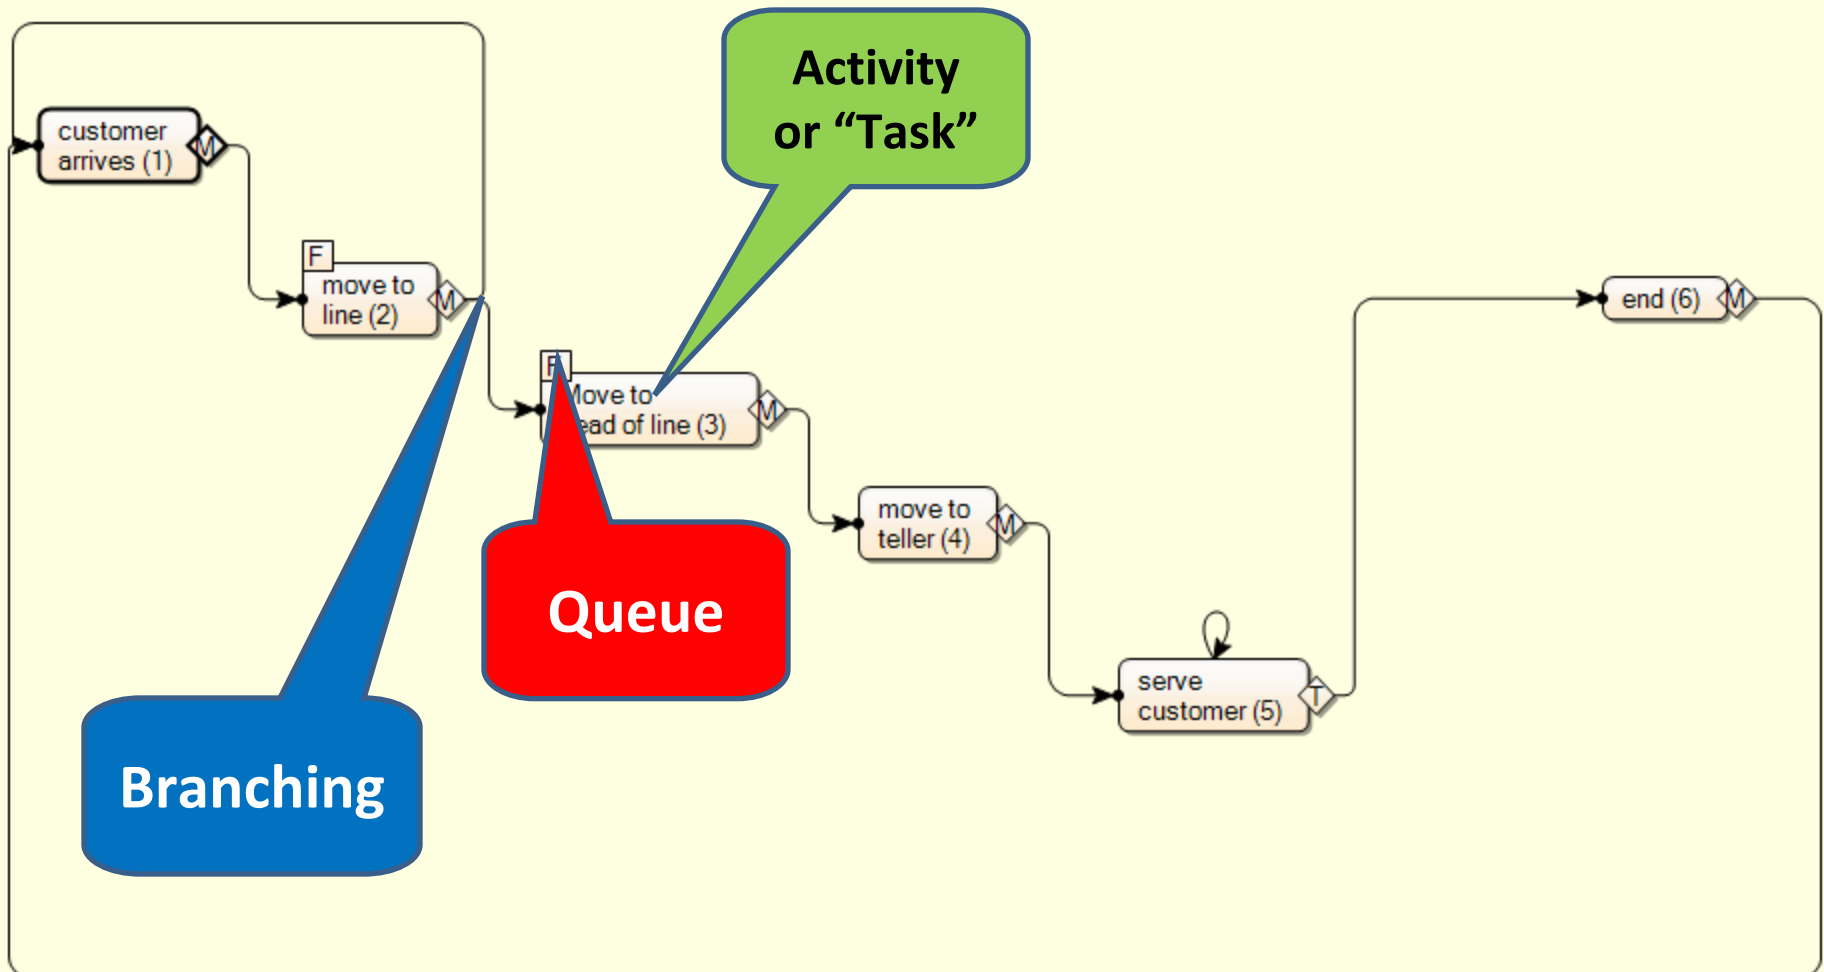 Activity
or “Task”
customer
arrives (1)
M
F
move to
line (2)
M
F
Move to
ead of line (3)
M
move to
teller (4)
M
serve
customer (5)
T
end (6)
M
Queue
Branching